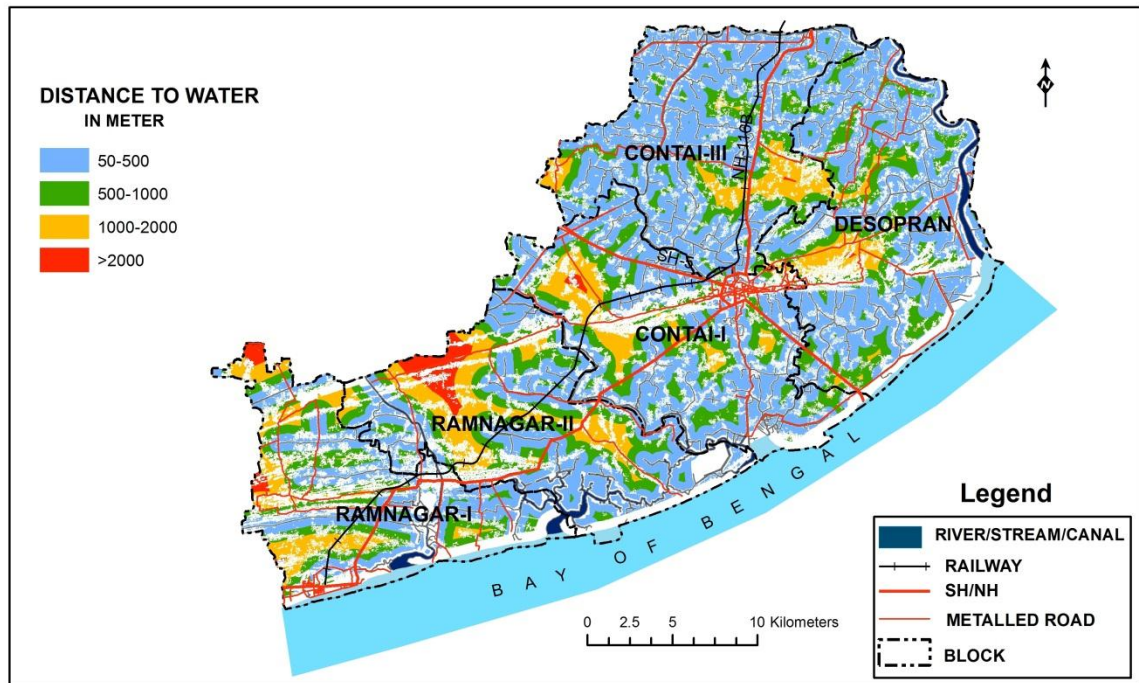 DISTANCE TO WATER
IN METER
50-500
500-1000
1000-2000
>2000
N
CONTAI-III
NH-116B
DESOPRAN
SH-5
CONTAI-I
RAMNAGAR-II
RAMNAGAR-I
BAY OF BENGAL
0 2.5 5 10 Kilometers
Legend
RIVER/STREAM/CANAL
RAILWAY
SH/NH
METALLED ROAD
BLOCK